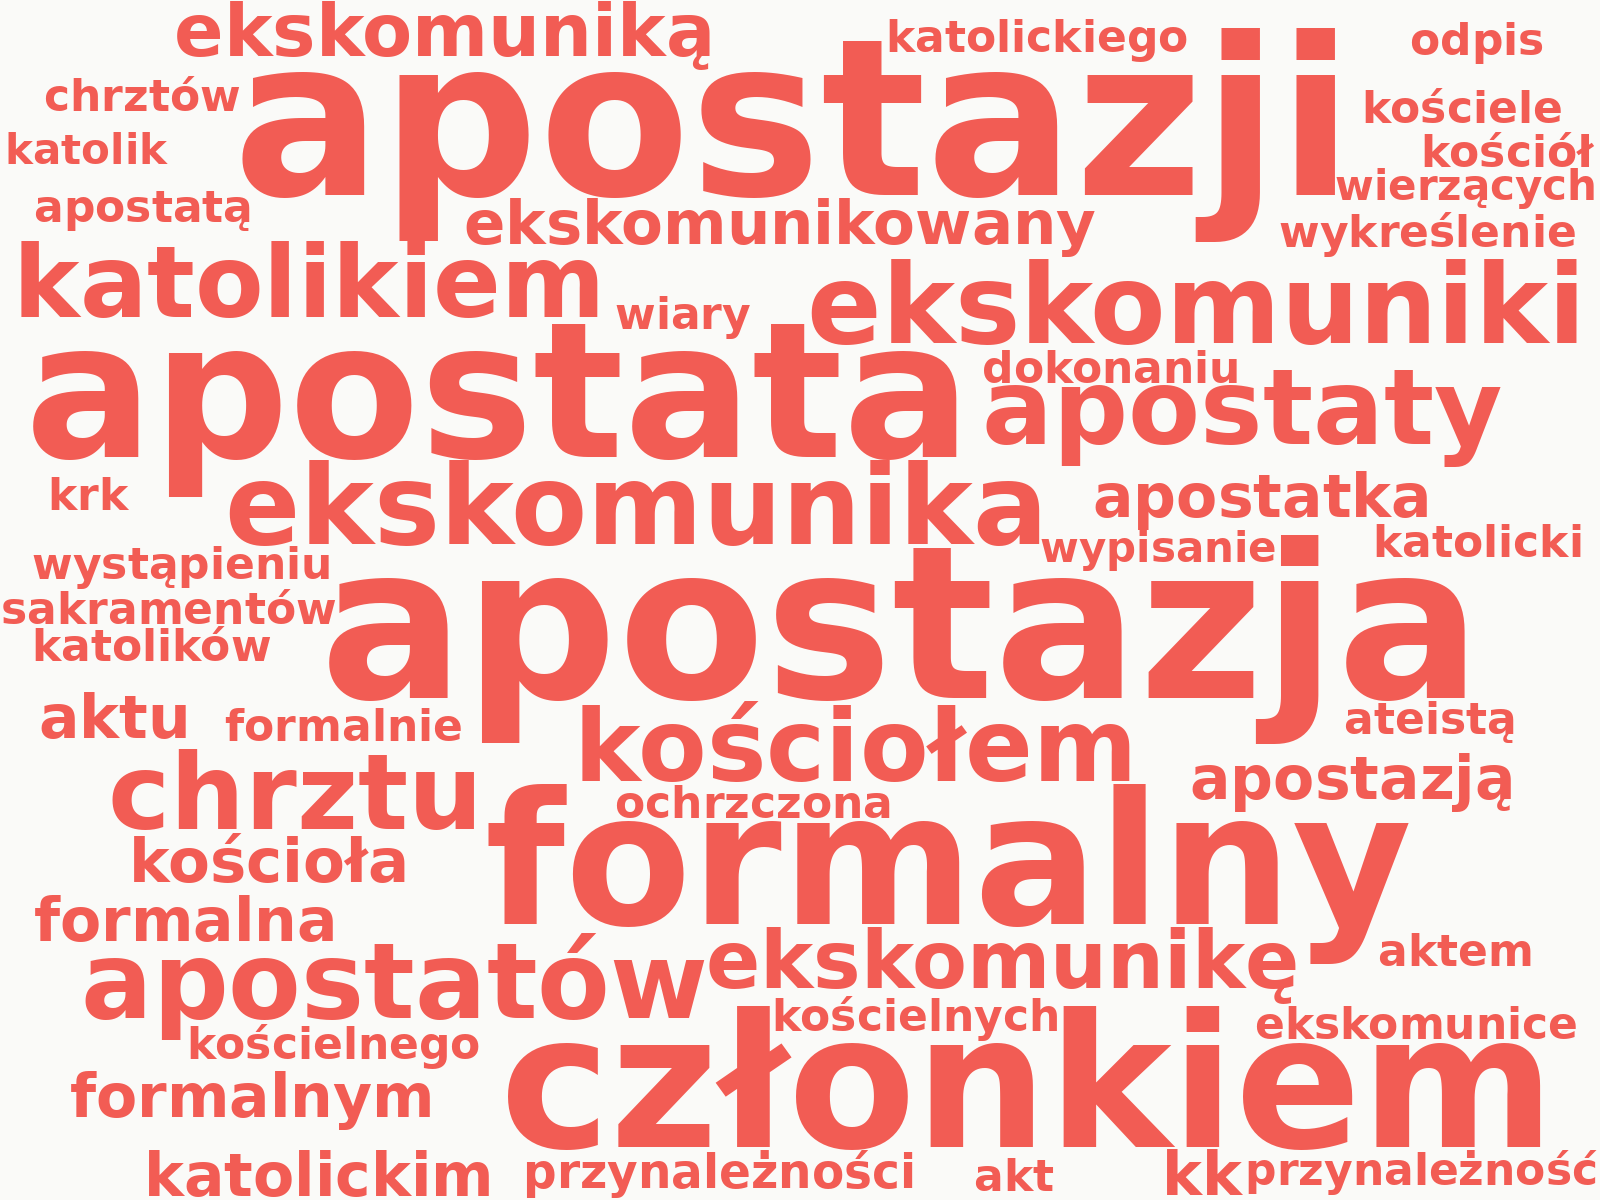 ekskomuniką
katolickiego
odpis
apostazji
chrztów
kościele
katolik
kościół
wierzących
apostatą
ekskomunikowany
wykreślenie
katolikiem
wiary
ekskomuniki
apostata
dokonaniu
apostaty
krk
ekskomunika
apostatka
wypisanie
katolicki
wystąpieniu
apostazja
sakramentów
katolików
aktu
formalnie
kościołem
ateistą
chrztu
apostazją
ochrzczona
formalny
kościoła
formalna
apostatów
ekskomunikę
aktem
kościelnych
ekskomunice
kościelnego
członkiem
formalnym
katolickim
przynależności
akt
kk
przynależność